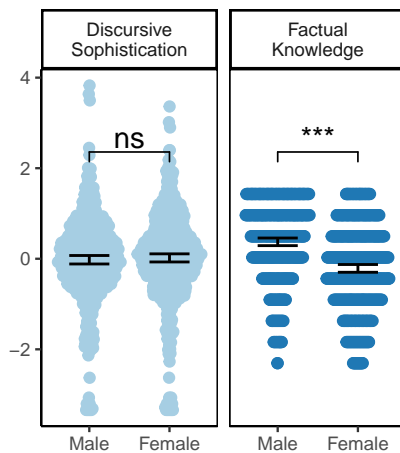 Discursive
Sophistication
Factual
Knowledge
4
2
0
−2
ns
***
Male
Female
Male
Female